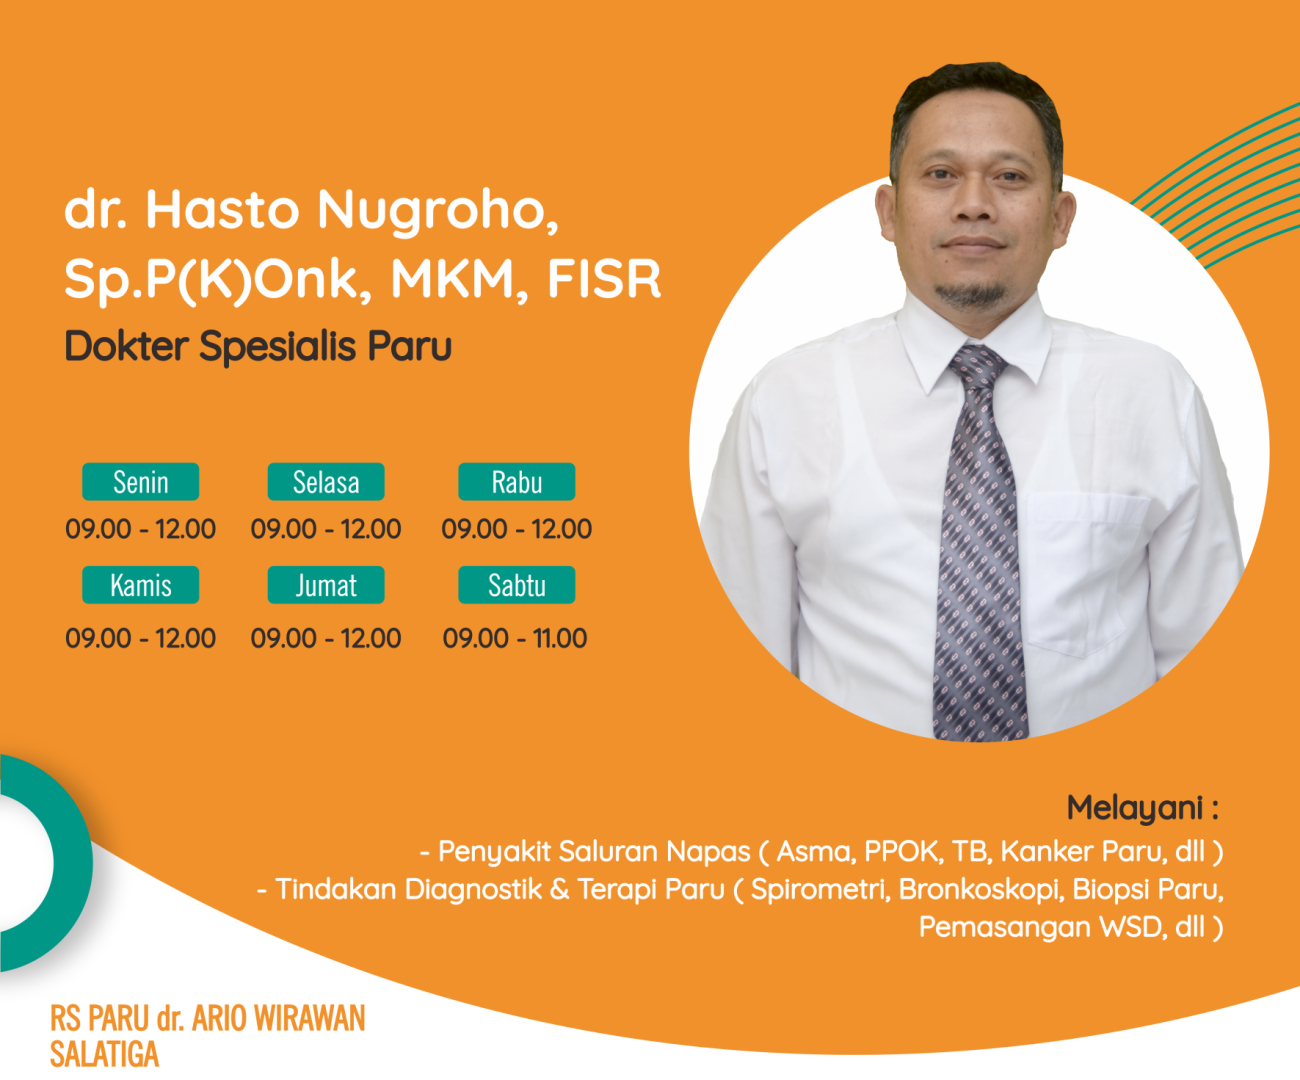 dr. Hasto Nugroho,
Sp.P(K)Onk, MKM, FISR
Dokter Spesialis Paru
Senin Selasa Rabu
09.00 - 12.00 09.00 - 12.00 09.00 - 12.00
Kamis Jumat Sabtu
09.00 - 12.00 09.00 - 12.00 09.00 - 11.00
Melayani :
- Penyakit Saluran Napas ( Asma, PPOK, TB, Kanker Paru, dll )
- Tindakan Diagnostik & Terapi Paru ( Spirometri, Bronkoskopi, Biopsi Paru,
Pemasangan WSD, dll )
RS PARU dr. ARIO WIRAWAN
SALATIGA